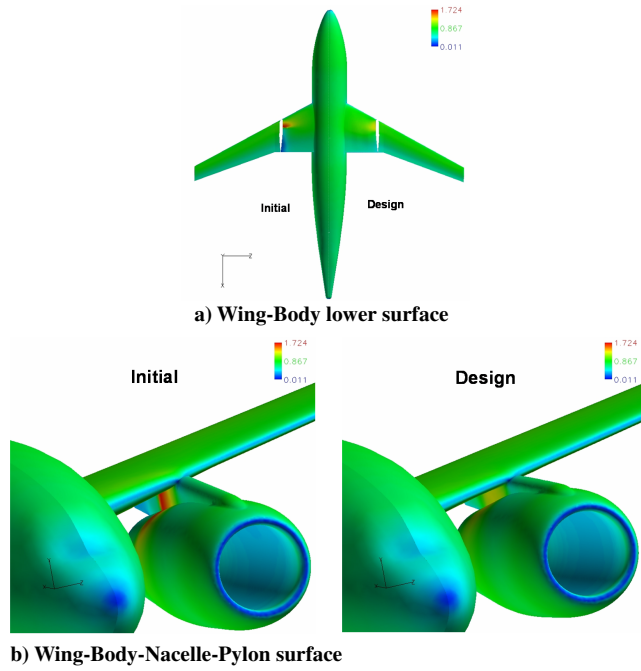 1.724
0.867
0.011
Initial
Design
Y
Z
X
a) Wing-Body lower surface
Initial
1.724
0.867
0.011
Design
1.724
0.867
0.011
b) Wing-Body-Nacelle-Pylon surface